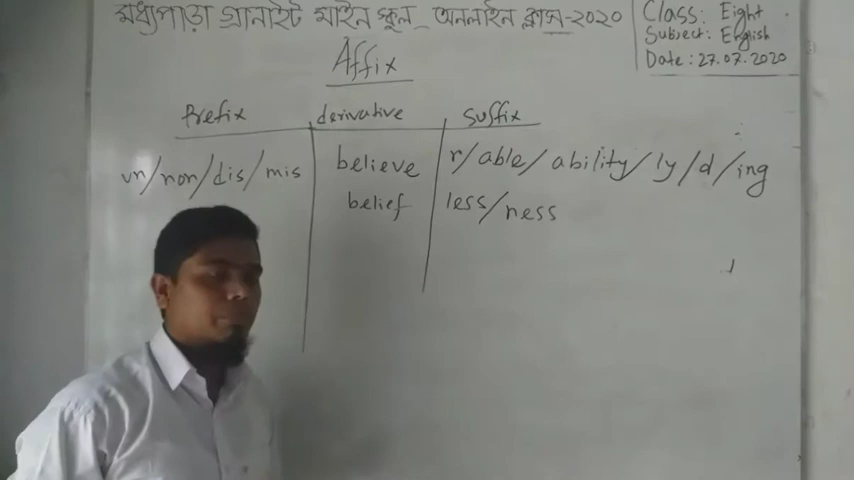 মধ্যপাড়া গ্রানাইট মাইন স্কুল_অনলাইন ক্লাস-২০২০
Class: Eight
Subject: English
Date: 27.07.2020
Affix
Prefix derivative Suffix
un/non/dis/mis believe r/able/ability/ly/d/ing
belief less/ness